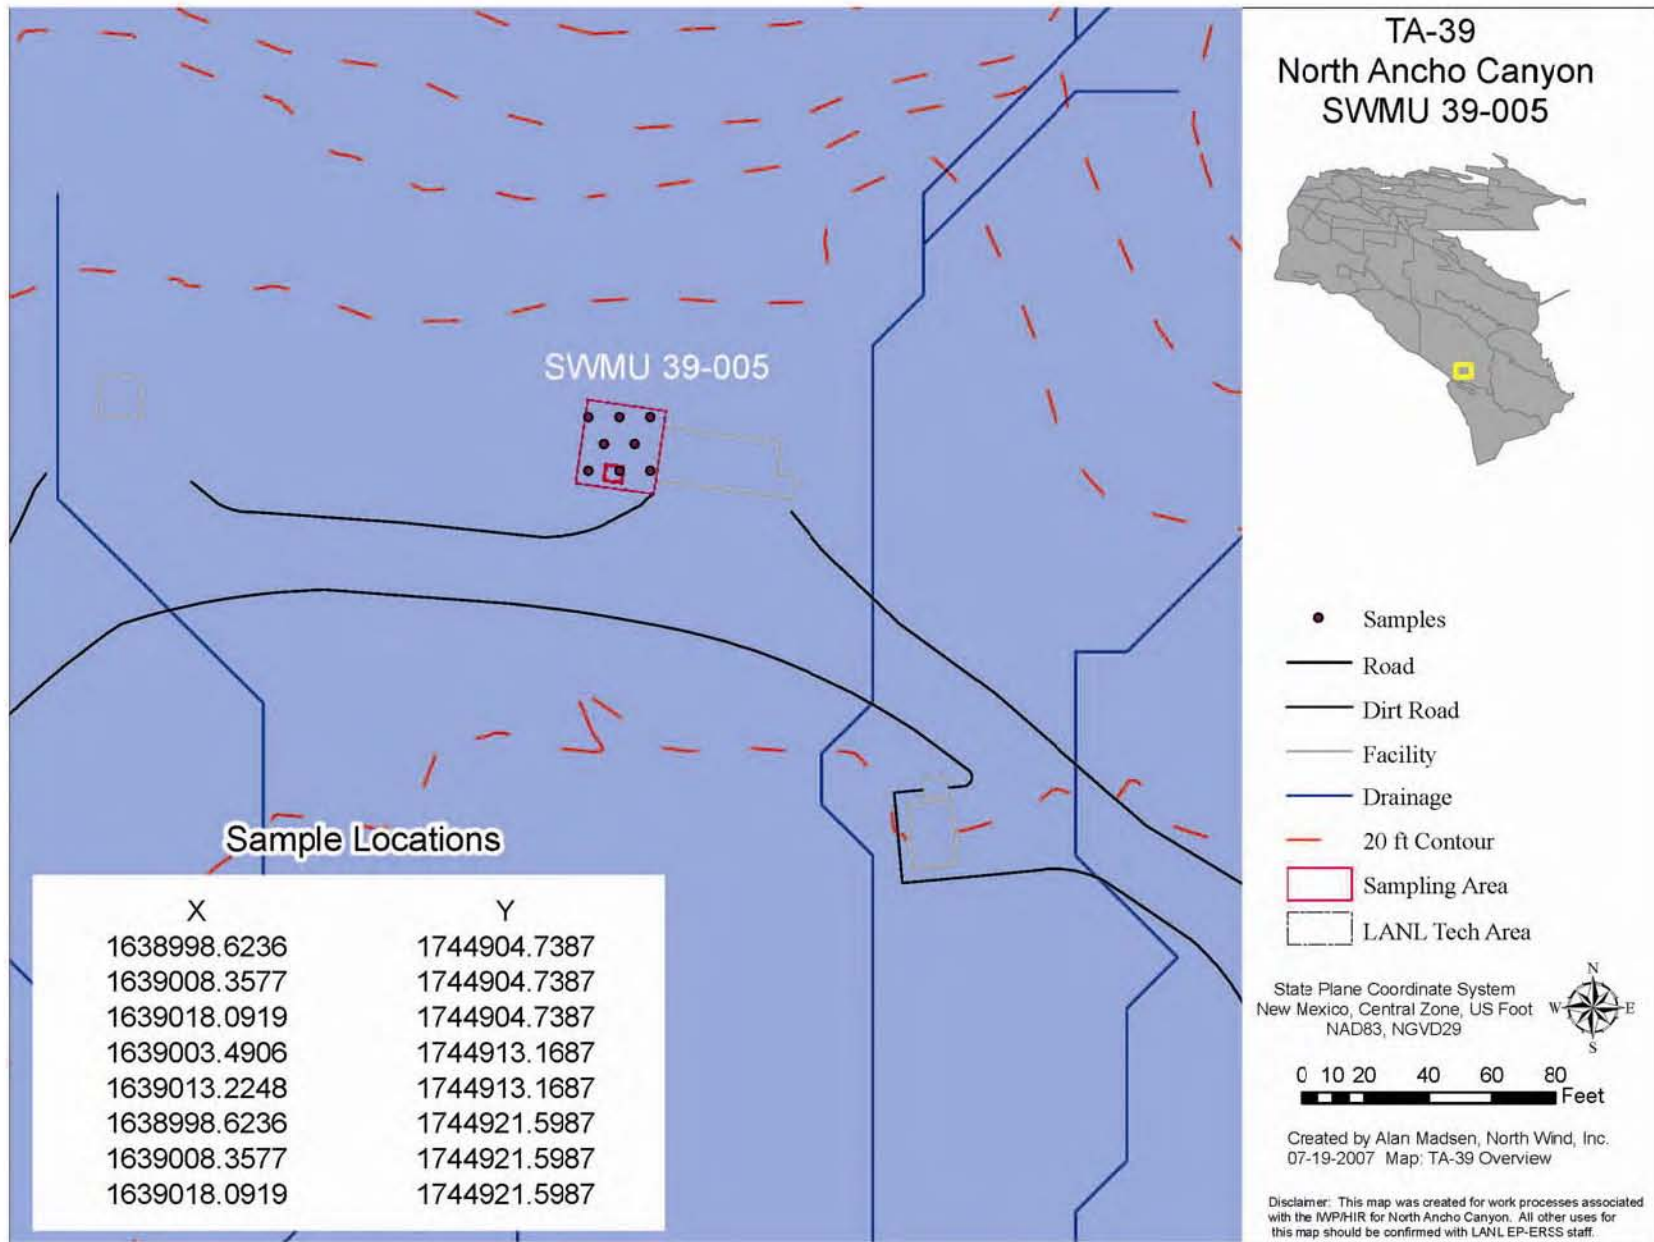 TA-39
North Ancho Canyon
SWMU 39-005
SWMU 39-005
Samples
Road
Dirt Road
Facility
Drainage
20 ft Contour
Sampling Area
LANL Tech Area
Sample Locations
X Y
1638998.6236 1744904.7387
1639008.3577 1744904.7387
1639018.0919 1744904.7387
1639003.4906 1744913.1687
1639013.2248 1744913.1687
1638998.6236 1744921.5987
1639008.3577 1744921.5987
1639018.0919 1744921.5987
State Plane Coordinate System
New Mexico, Central Zone, US Foot
NAD83, NGVD29
N
W E
S
0 10 20 40 60 80
Feet
Created by Alan Madsen, North Wind, Inc.
07-19-2007 Map: TA-39 Overview
Disclaimer: This map was created for work processes associated
with the IWP/HIR for North Ancho Canyon. All other uses for
this map should be confirmed with LANL EP-ERSS staff.